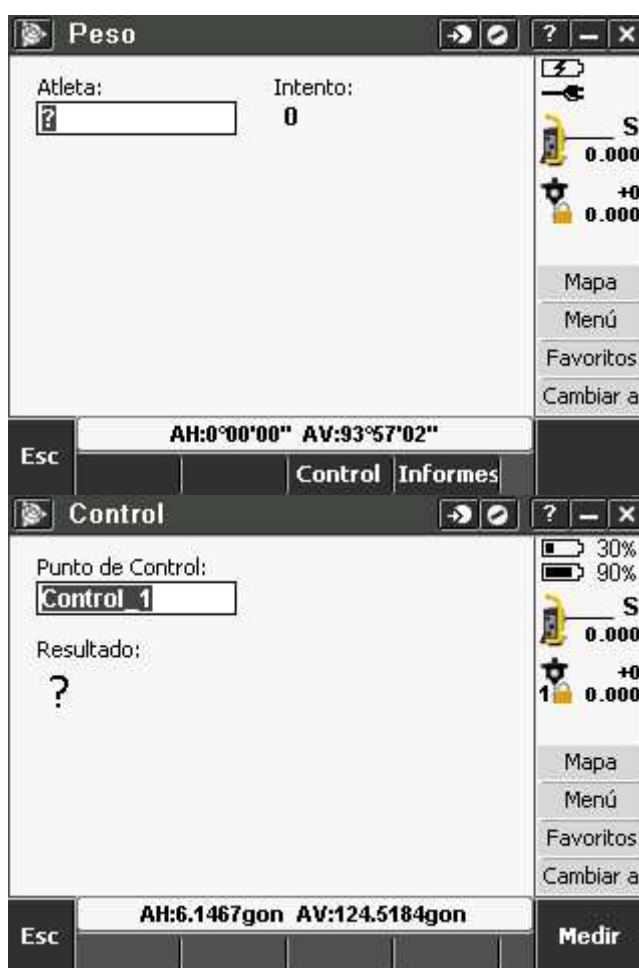 Peso
? – x
Atleta: Intento:
? 0
S
0.000
+0
0.000
Mapa
Menú
Favoritos
Cambiar a
AH:0°00'00" AV:93°57'02"
Esc
Control Informes
Control
? – x
30%
90%
Punto de Control:
Control_1
S
0.000
Resultado:
?
+0
1 0.000
Mapa
Menú
Favoritos
Cambiar a
AH:6.1467gon AV:124.5184gon
Esc Medir